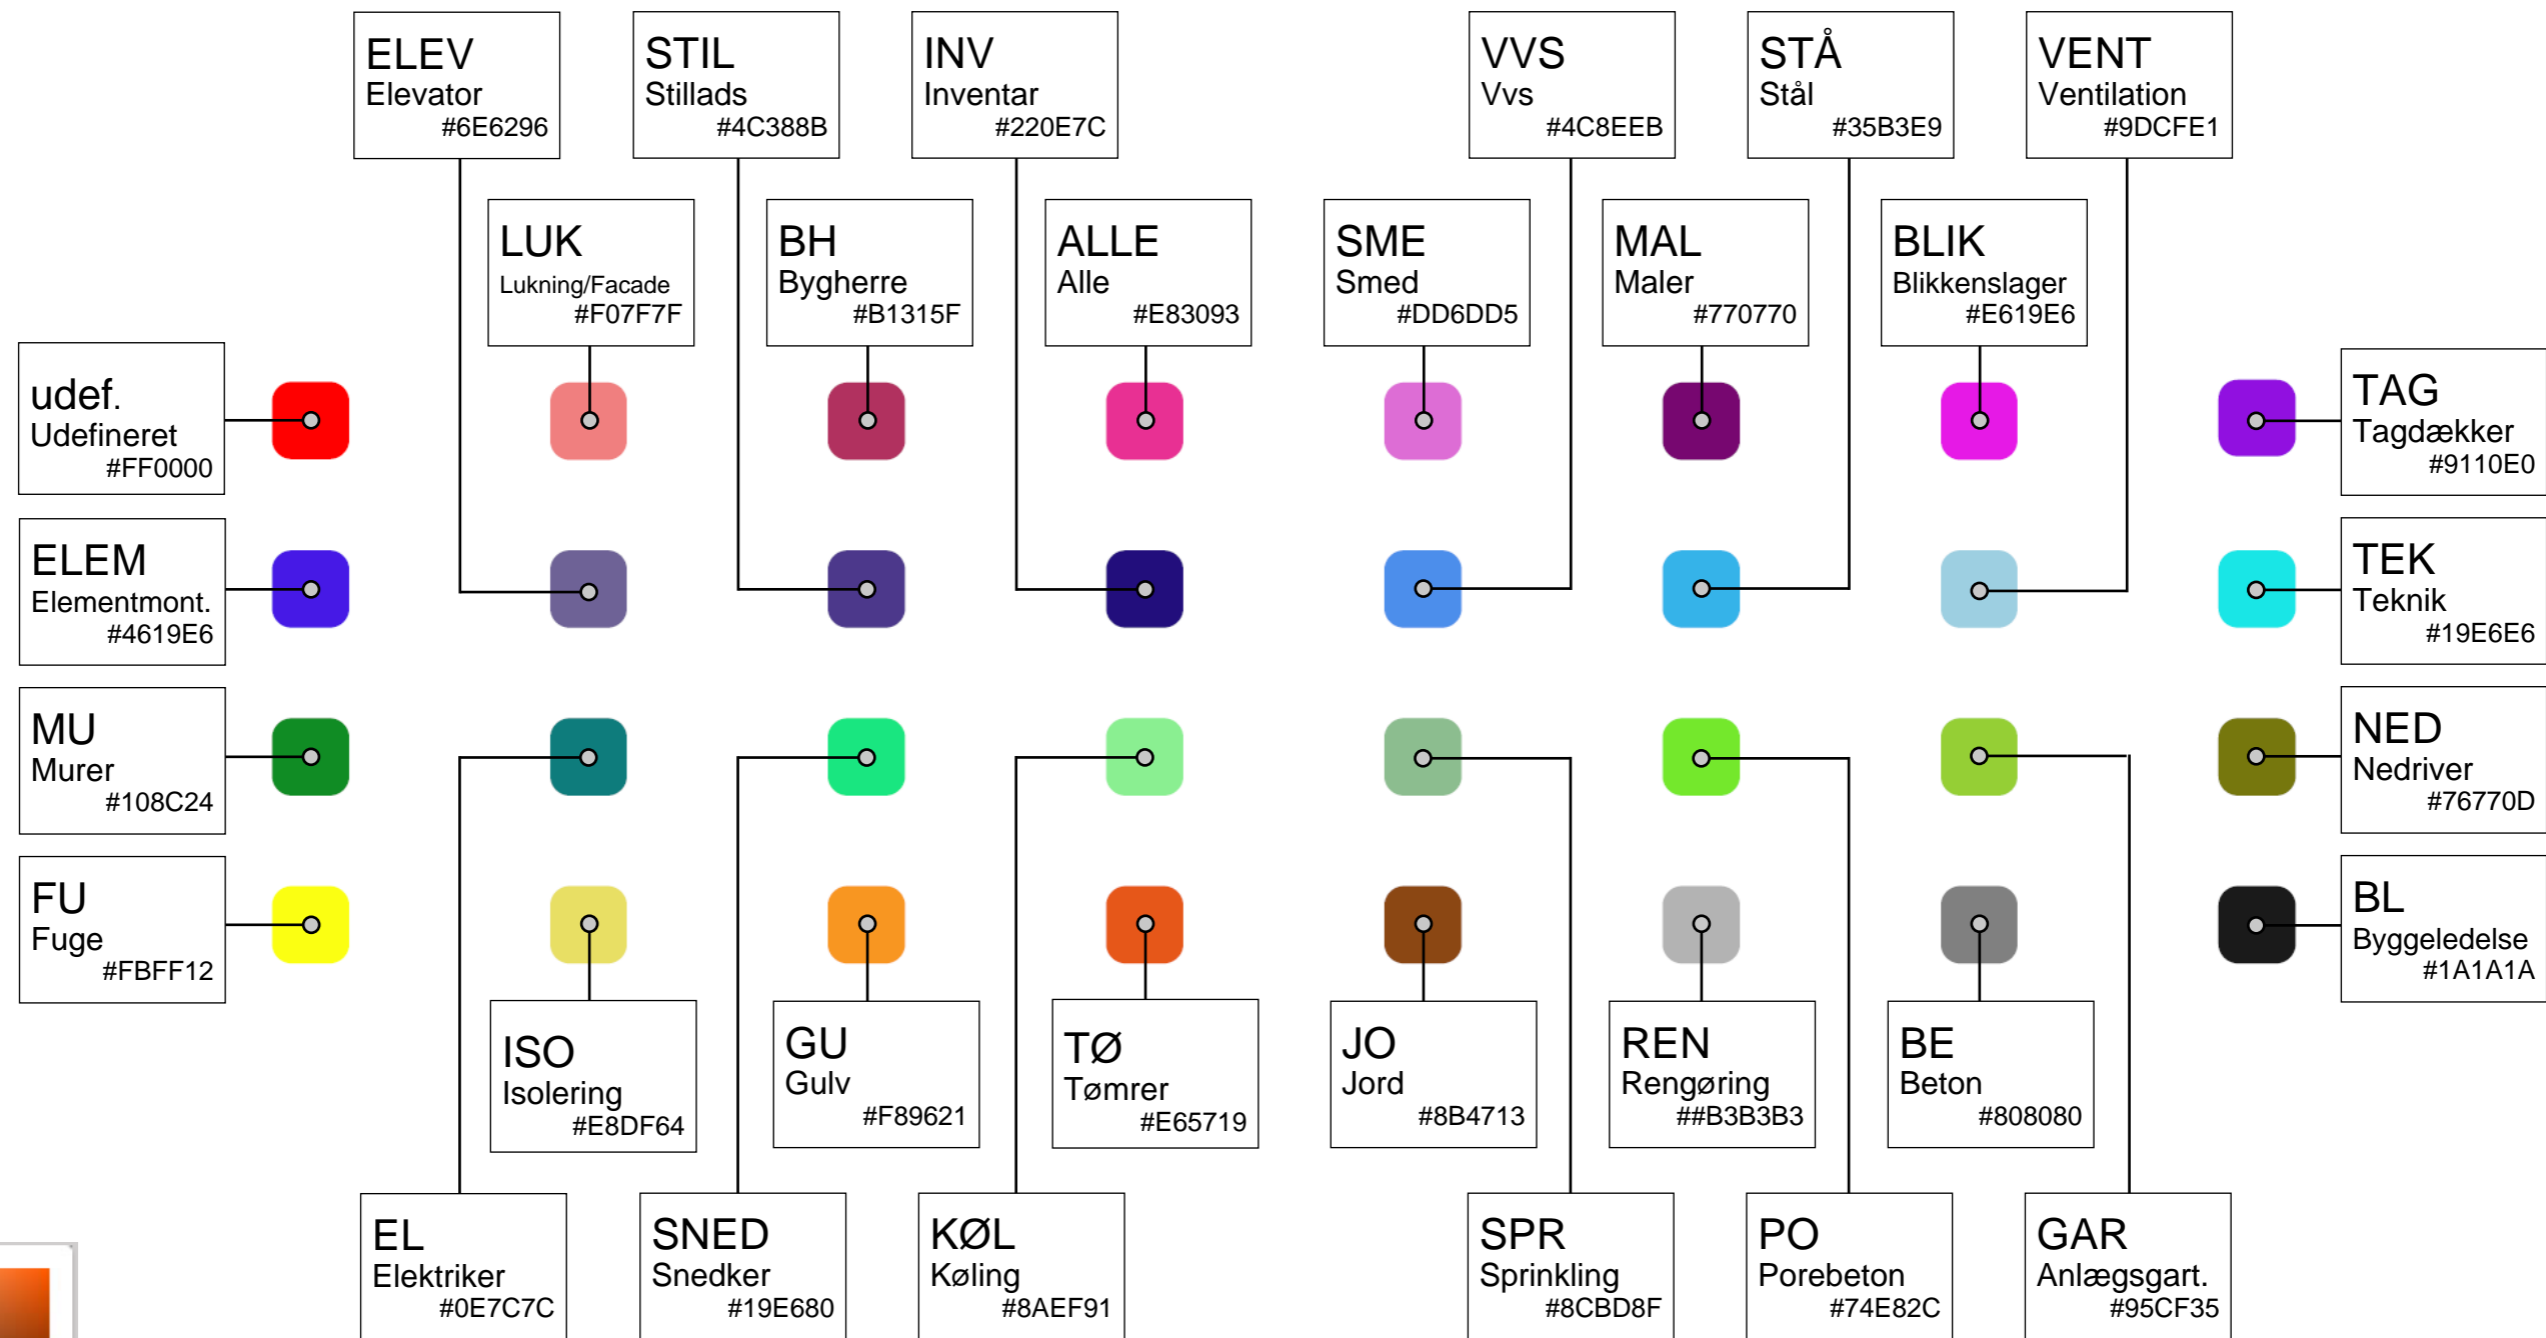 ELEV
Elevator
#6E6296
STIL
Stillads
#4C388B
INV
Inventar
#220E7C
VVS
Vvs
#4C8EEB
STÅ
Stål
#35B3E9
VENT
Ventilation
#9DCFE1
LUK
Lukning/Facade
#F07F7F
BH
Bygherre
#B1315F
ALLE
Alle
#E83093
SME
Smed
#DD6DD5
MAL
Maler
#770770
BLIK
Blikkenslager
#E619E6
udef.
Udefineret
#FF0000
TAG
Tagdækker
#9110E0
ELEM
Elementmont.
#4619E6
TEK
Teknik
#19E6E6
MU
Murer
#108C24
NED
Nedriver
#76770D
FU
Fuge
#FBFF12
BL
Byggeledelse
#1A1A1A
ISO
Isolering
#E8DF64
GU
Gulv
#F89621
TØ
Tømrer
#E65719
JO
Jord
#8B4713
REN
Rengøring
##B3B3B3
BE
Beton
#808080
EL
Elektriker
#0E7C7C
SNED
Snedker
#19E680
KØL
Køling
#8AEF91
SPR
Sprinkling
#8CBD8F
PO
Porebeton
#74E82C
GAR
Anlægsgart.
#95CF35